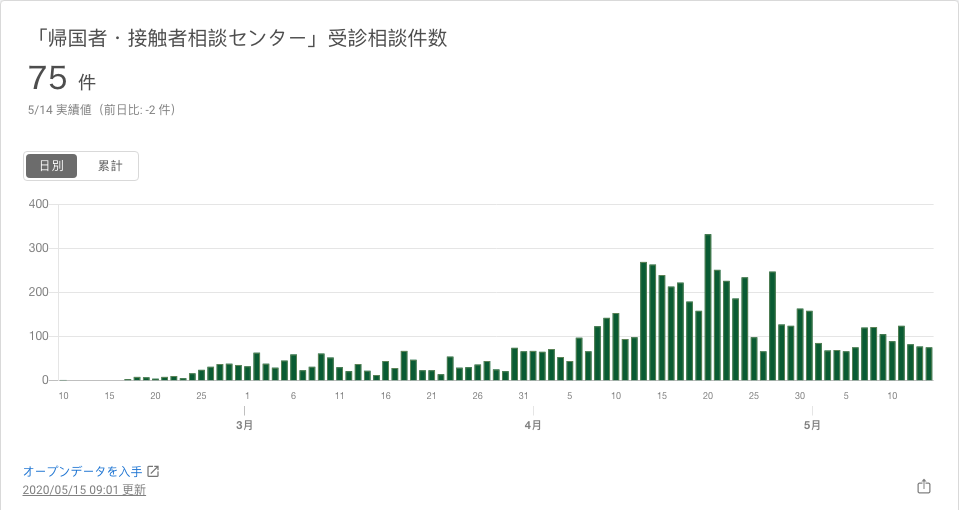 「帰国者・接触者相談センター」受診相談件数
75 件
5/14 実績値（前日比: -2 件）
日別 累計
400
300
200
100
0
10 15 20 25 1 6 11 16 21 26 31 5 10 15 20 25 30 5 10
3月 4月 5月
オープンデータを入手
2020/05/15 09:01 更新